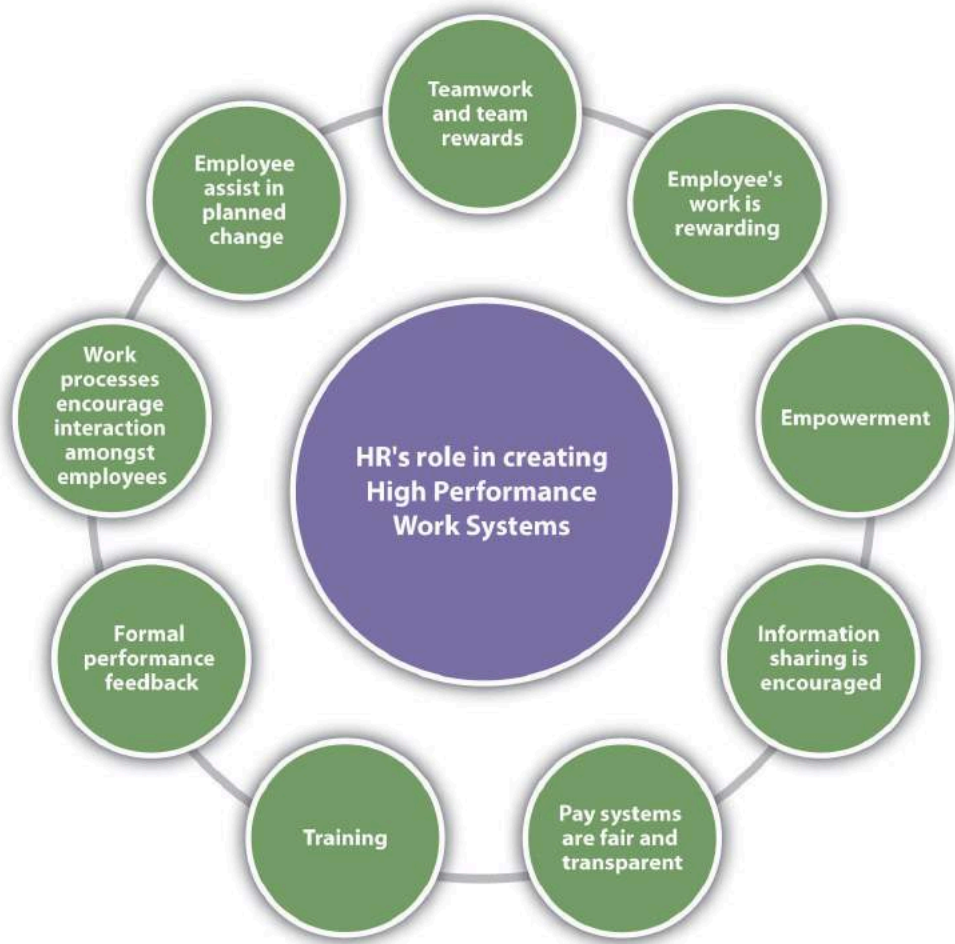 Teamwork
and team
rewards
Employee's
work is
rewarding
Empowerment
Information
sharing is
encouraged
Pay systems
are fair and
transparent
Training
Formal
performance
feedback
Work
processes
encourage
interaction
amongst
employees
Employee
assist in
planned
change
HR's role in creating
High Performance
Work Systems